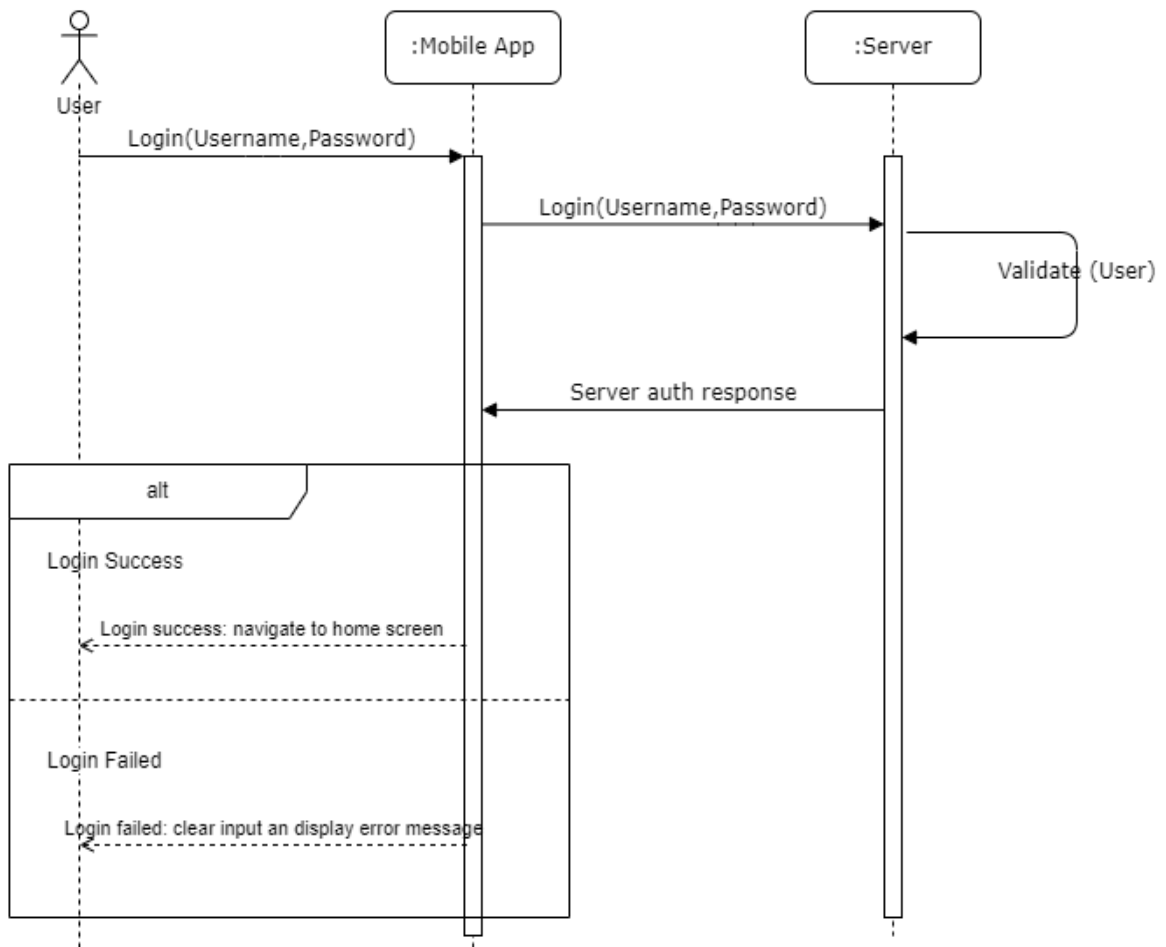 :Mobile App
:Server
User
Login(Username,Password)
Login(Username,Password)
Validate (User)
Server auth response
alt
Login Success
Login success: navigate to home screen
Login Failed
Login failed: clear input an display error message